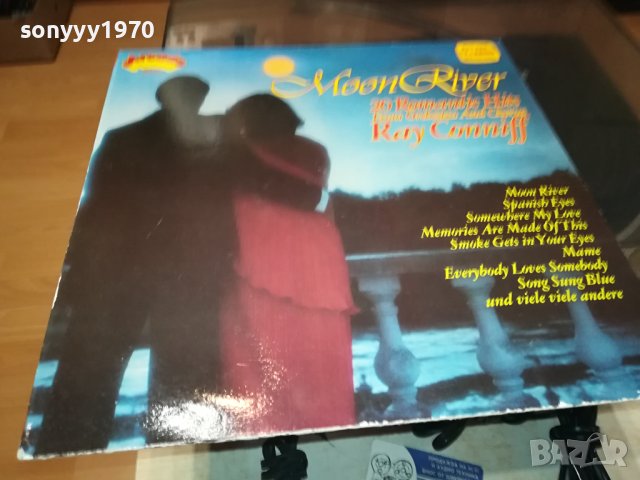 sonyyy1970
Moon River
Ray Conniff
Moon River
Spanish Eyes
Somewhere My Love
Memories Are Made Of This
Smoke Gets in Your Eyes
Mame
Everybody Loves Somebody
Song Sung Blue
und viele viele andere
BAZAR